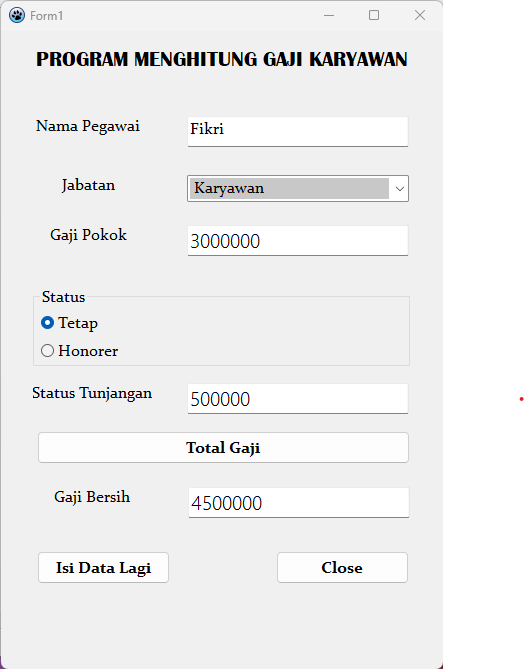 Form1
PROGRAM MENGHITUNG GAJI KARYAWAN
Nama Pegawai Fikri
Jabatan Karyawan
Gaji Pokok 3000000
Status
Tetap
Honorer
Status Tunjangan 500000
Total Gaji
Gaji Bersih 4500000
Isi Data Lagi Close